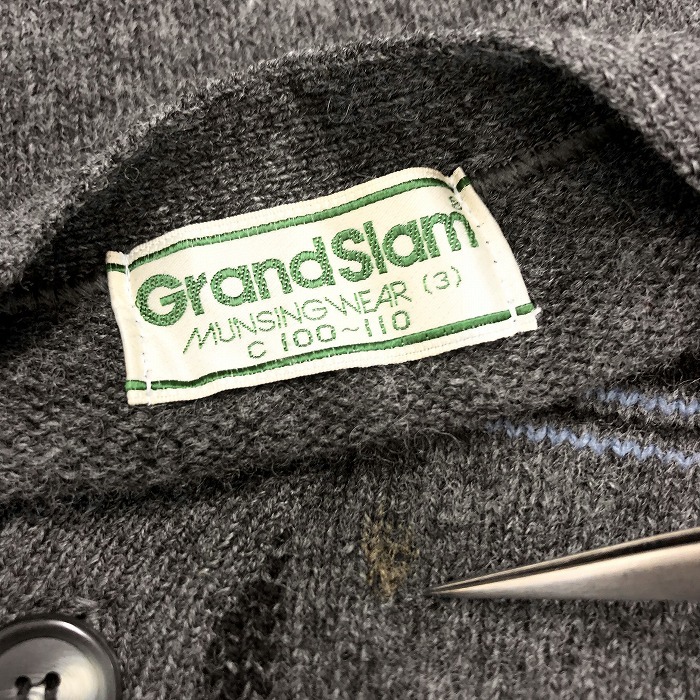 GrandSlam
MUNSINGWEAR (3)
C 100~110